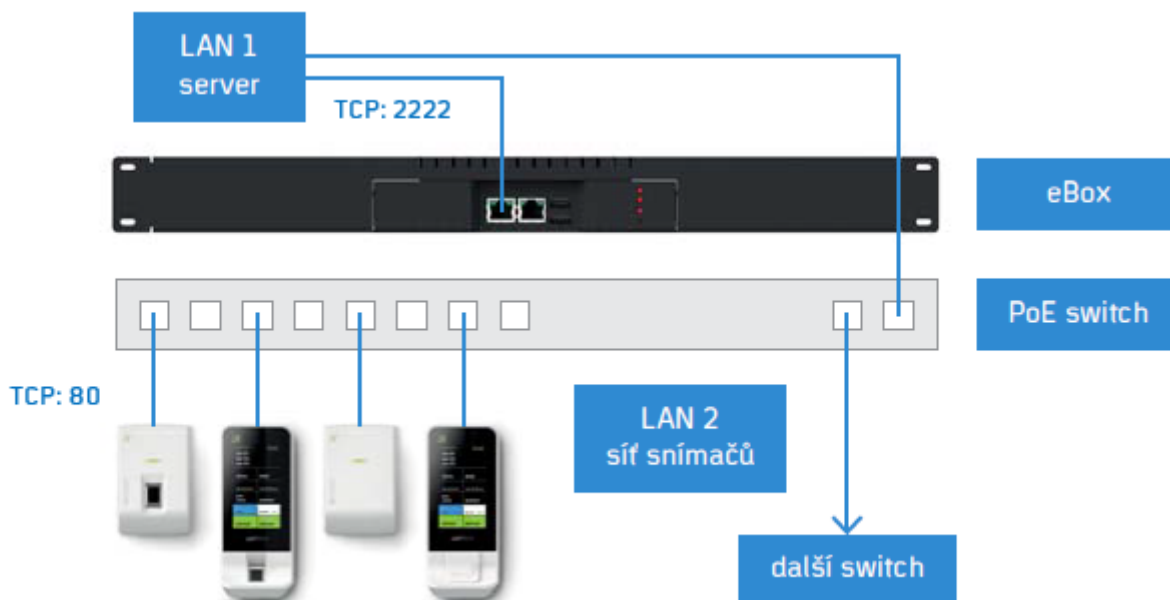 LAN 1
server
TCP: 2222
eBox
PoE switch
TCP: 80
LAN 2
síť snímačů
další switch